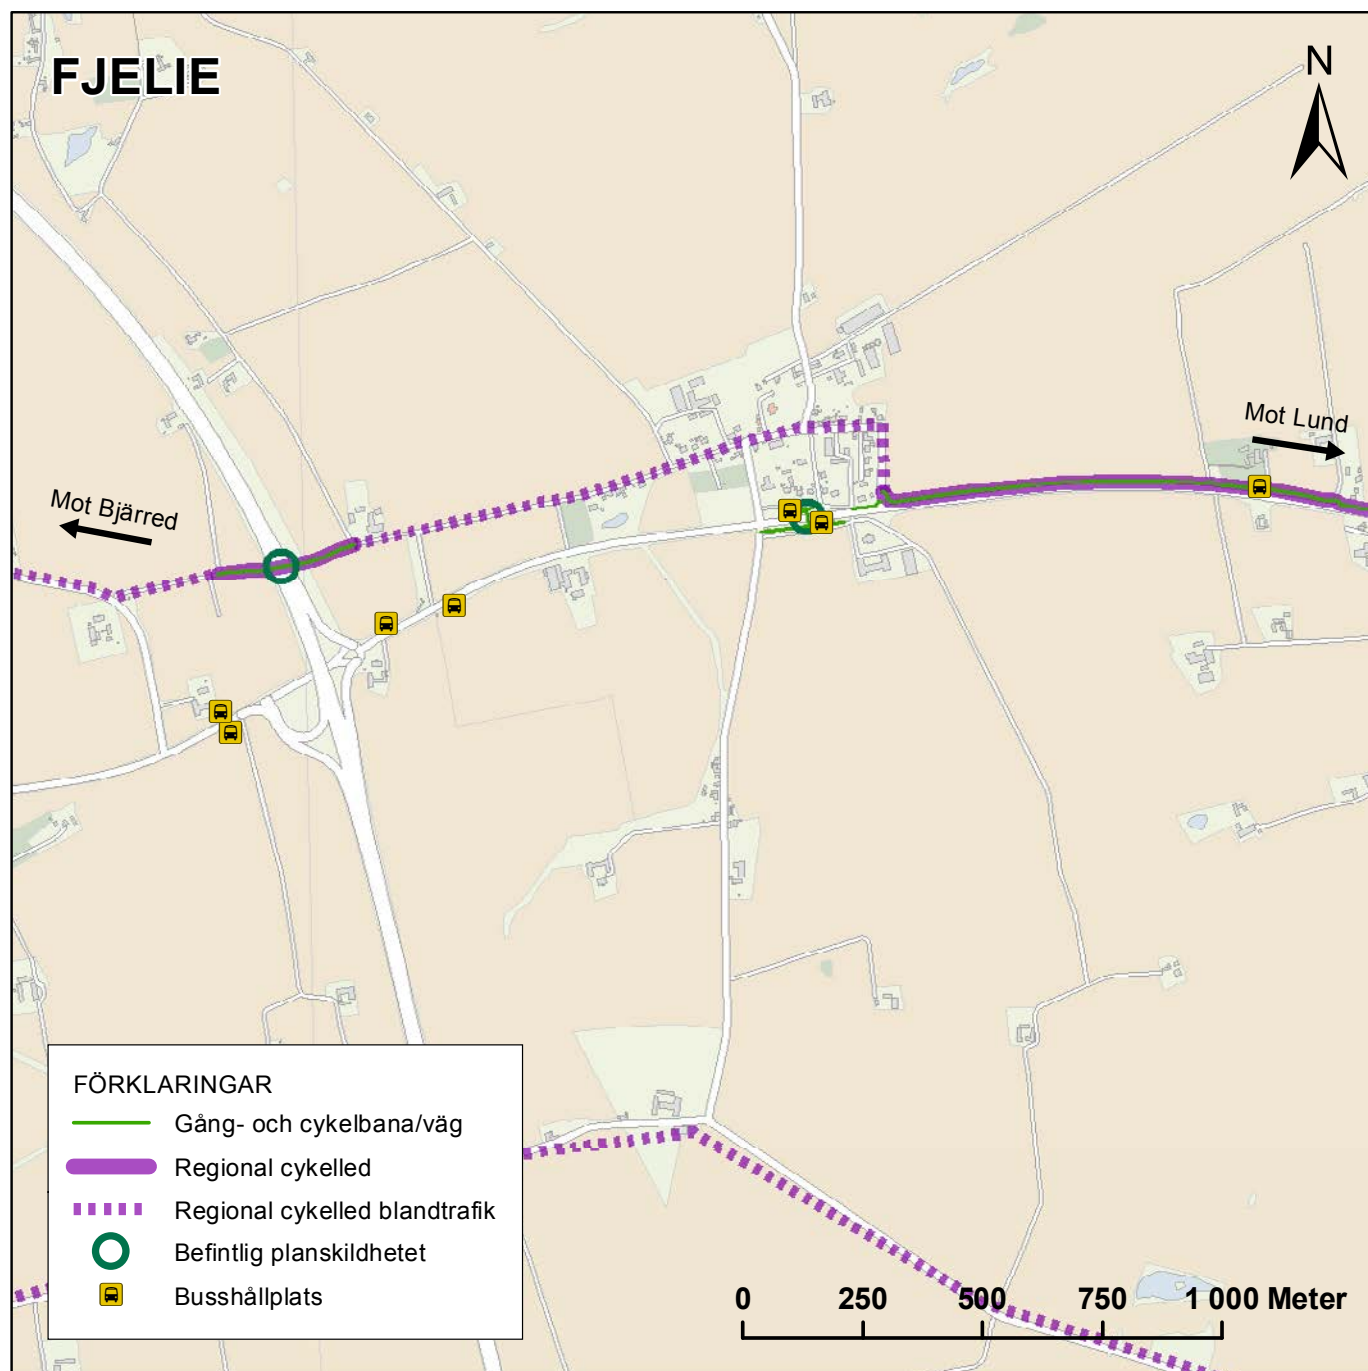 FJELIE
N
Mot Lund
Mot Bjärred
FÖRKLARINGAR
Gång- och cykelbana/väg
Regional cykelled
Regional cykelled blandtrafik
Befintlig planskildhetet
Busshållplats
0 250 500 750 1 000 Meter